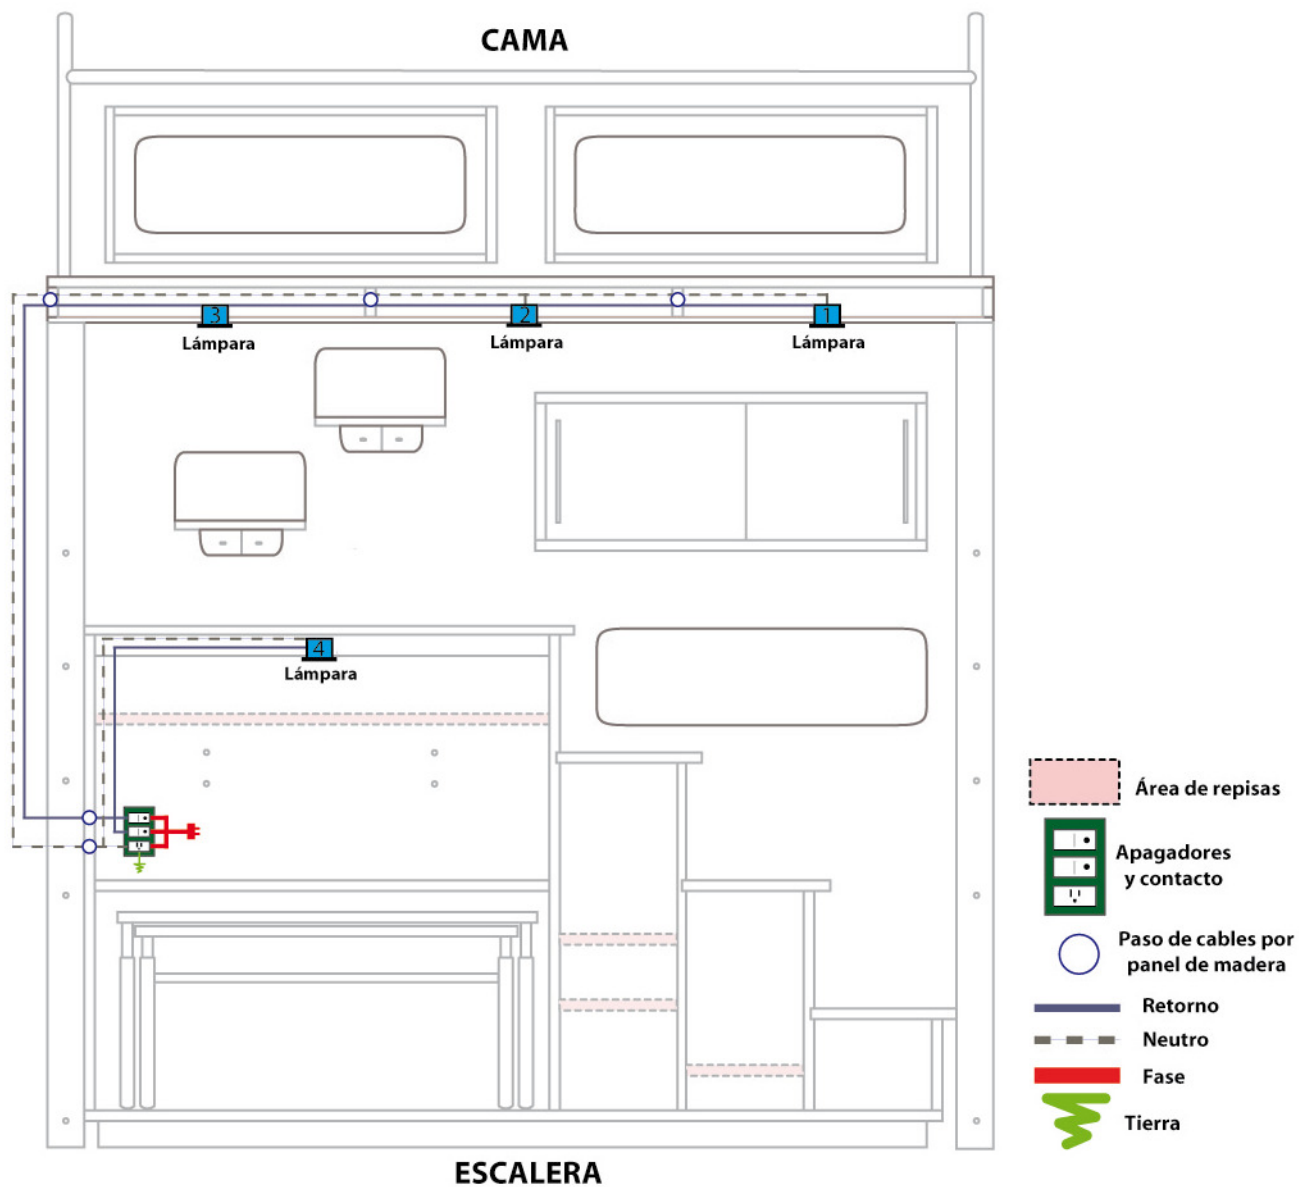 CAMA
3
2
1
Lámpara
Lámpara
Lámpara
4
Lámpara
Área de repisas
Apagadores
y contacto
Paso de cables por
panel de madera
Retorno
Neutro
Fase
Tierra
ESCALERA